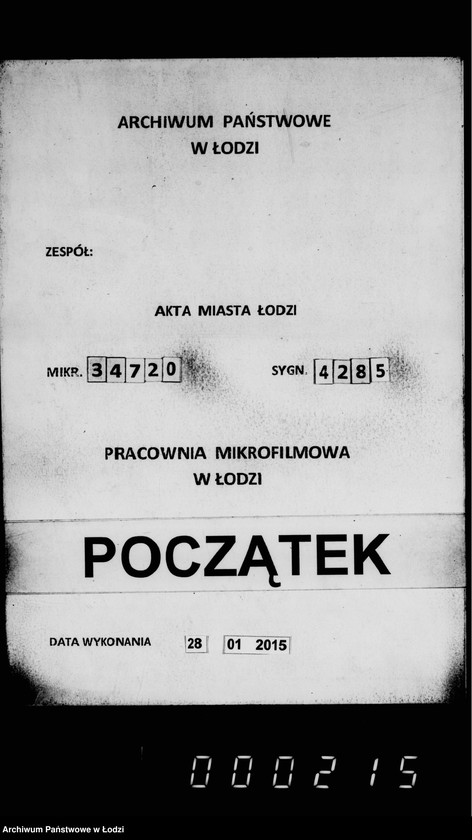 ARCHIWUM PAŃSTWOWE
W ŁODZI
ZESPÓŁ:
AKTA MIASTA ŁODZI
MIKR. 34720 SYGN. 4285
PRACOWNIA MIKROFILMOWA
W ŁODZI
POCZĄTEK
DATA WYKONANIA 28 01 2015
000215
Archiwum Państwowe w Łodzi